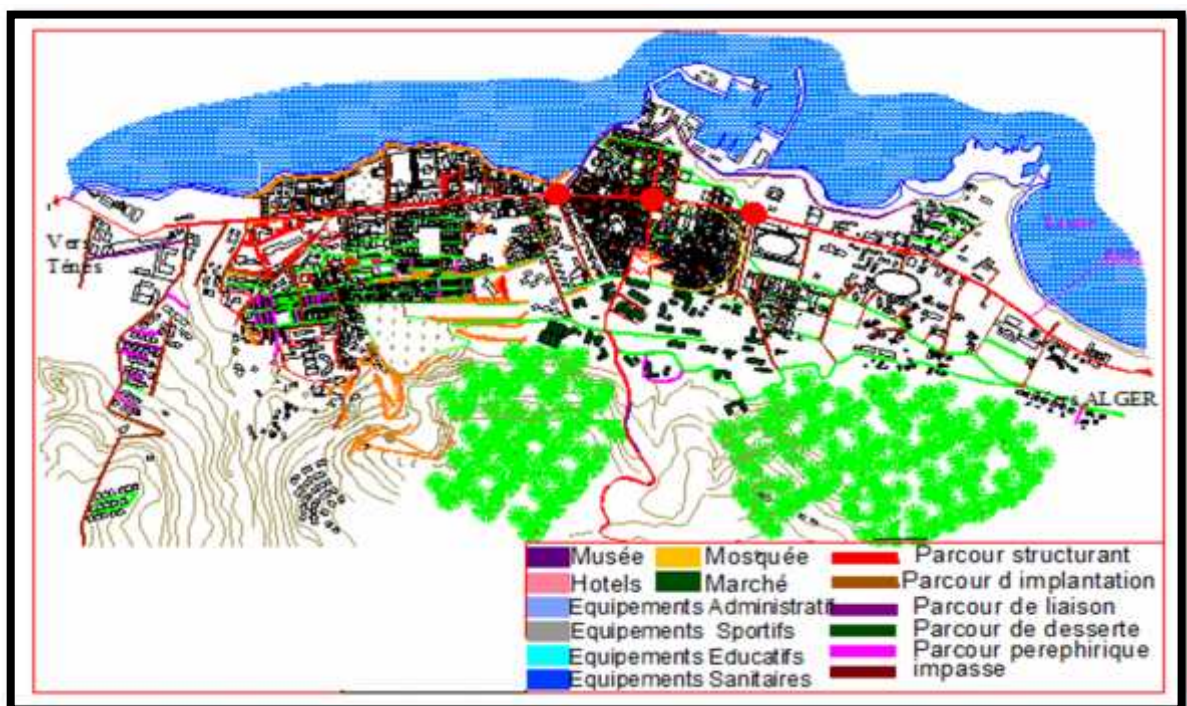 Vers
Ténès
ALGER
Musée
Mosquée
Parcour structurant
Hotels
Marché
Parcour d implantation
Equipements Administratif
Parcour de liaison
Equipements Sportifs
Parcour de desserte
Equipements Educatifs
Parcour perephirique
impasse
Equipements Sanitaires